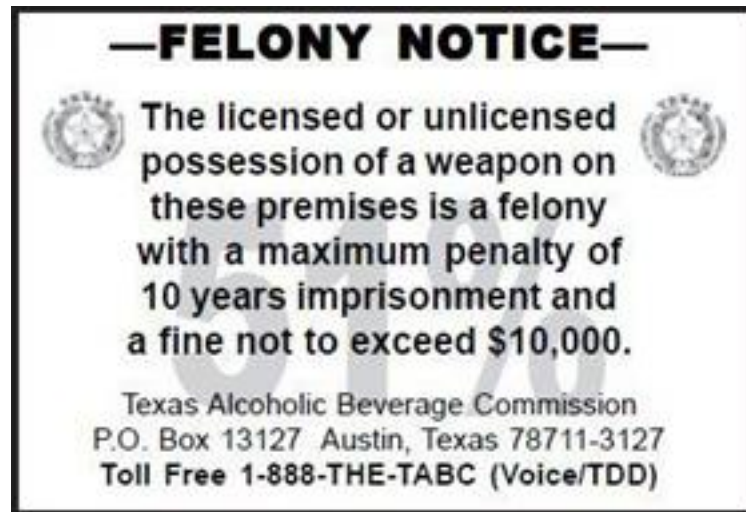 —FELONY NOTICE—
The licensed or unlicensed
possession of a weapon on
these premises is a felony
with a maximum penalty of
10 years imprisonment and
a fine not to exceed $10,000.
51%
Texas Alcoholic Beverage Commission
P.O. Box 13127 Austin, Texas 78711-3127
Toll Free 1-888-THE-TABC (Voice/TDD)